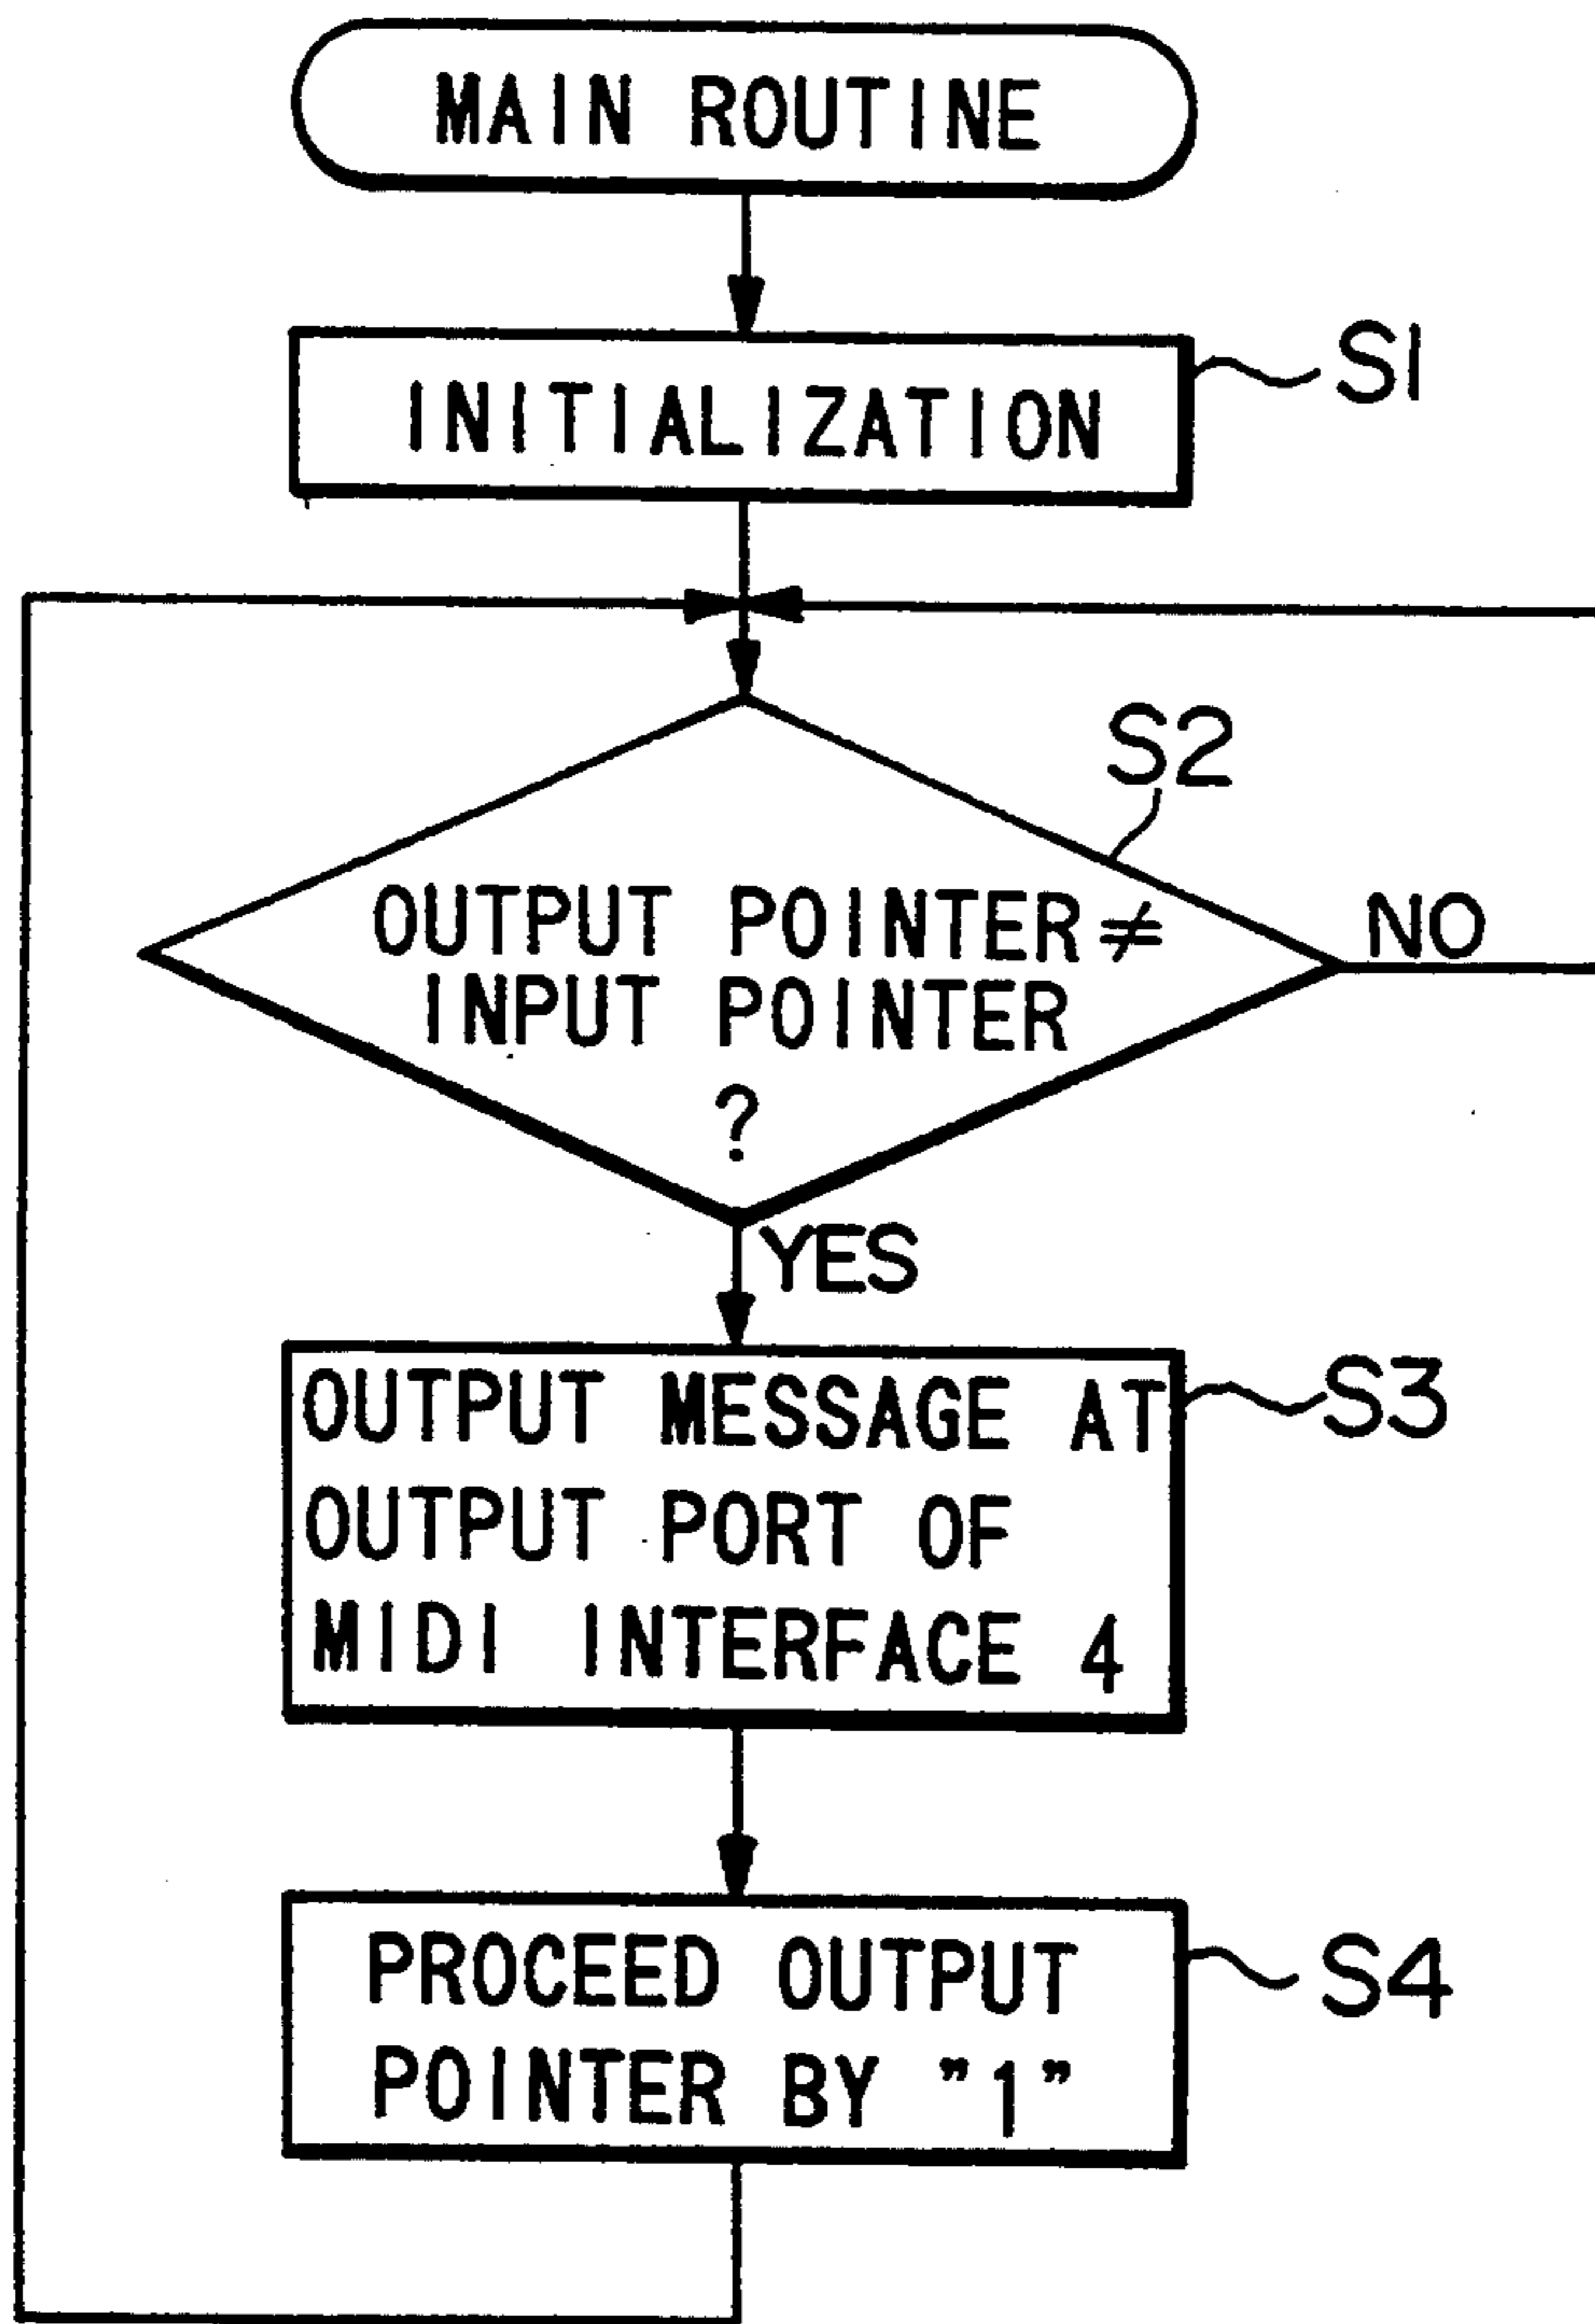 MAIN ROUTINE
INITIALIZATION
S1
S2
OUTPUT POINTER≠
INPUT POINTER
?
NO
YES
OUTPUT MESSAGE AT
OUTPUT PORT OF
MIDI INTERFACE 4
S3
PROCEED OUTPUT
POINTER BY "1"
S4